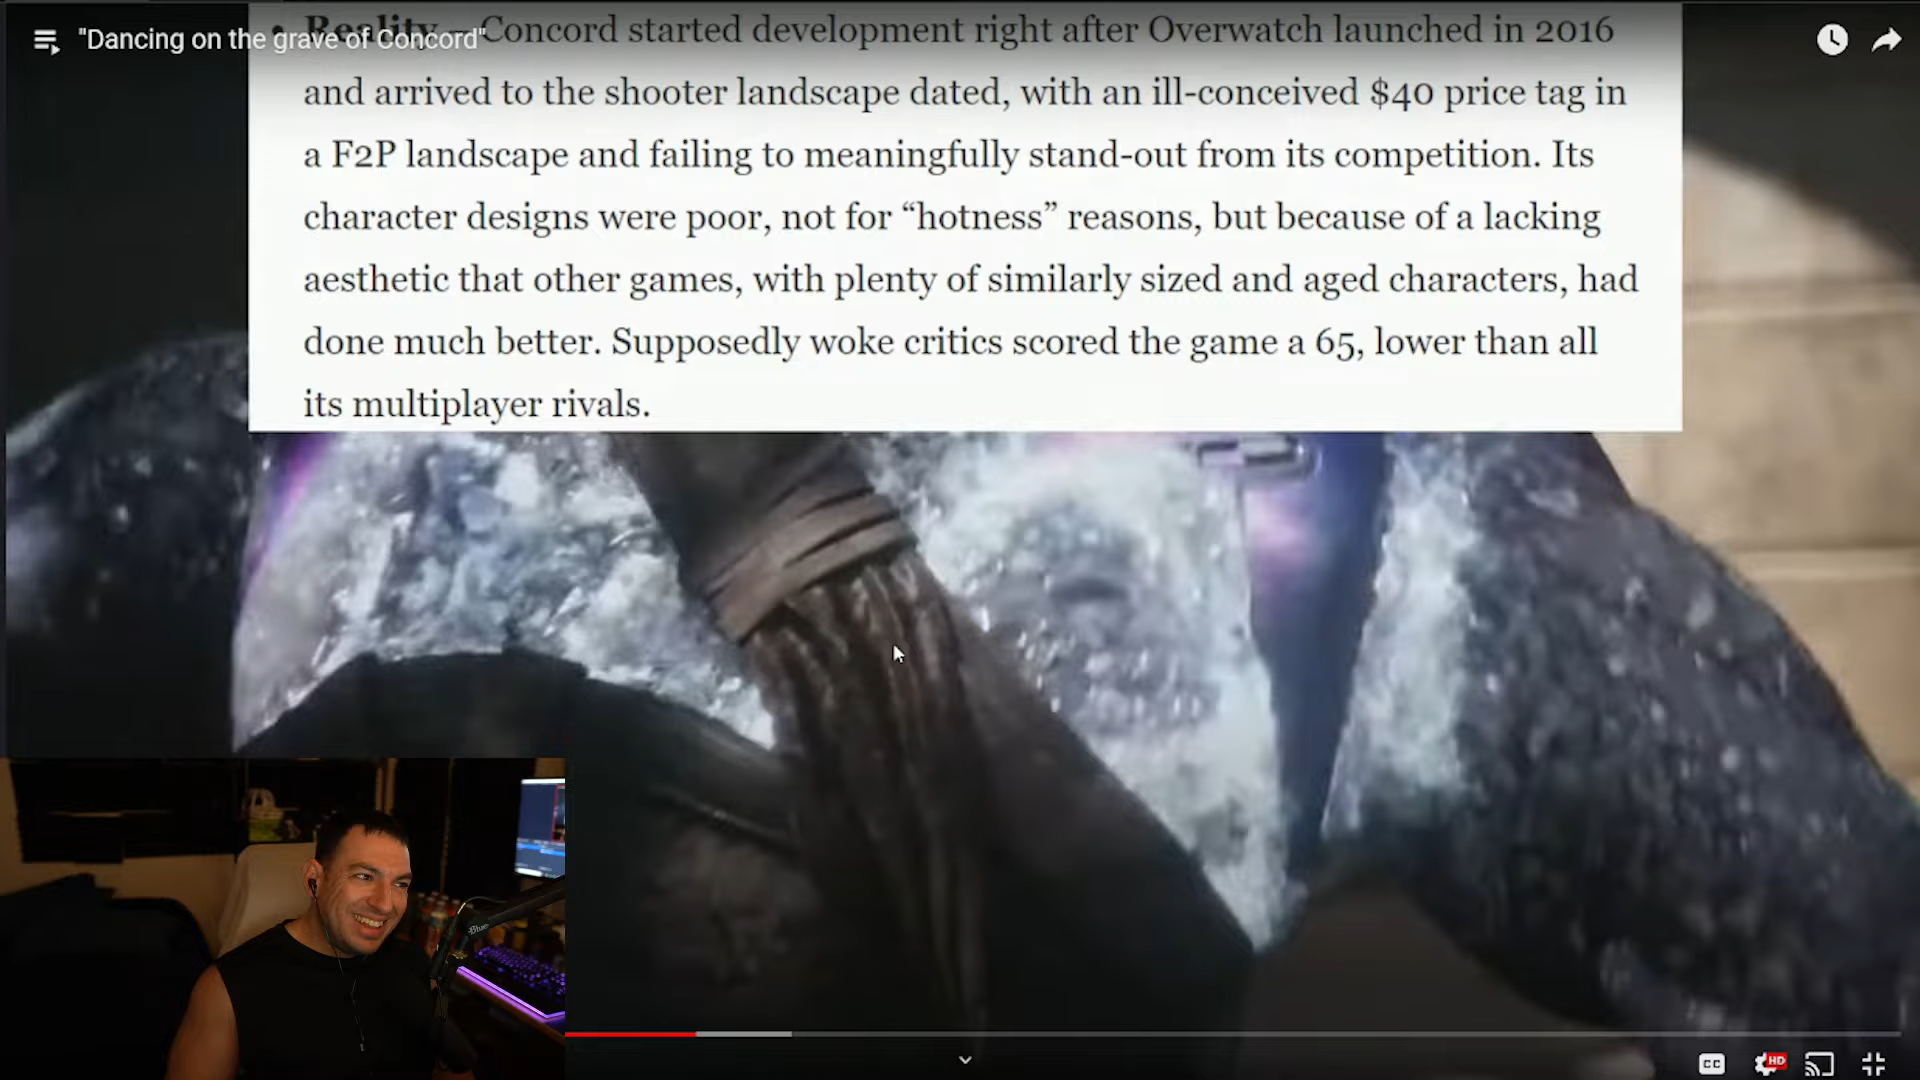 "Dancing on the grave of Concord"
Reality – Concord started development right after Overwatch launched in 2016
and arrived to the shooter landscape dated, with an ill-conceived $40 price tag in
a F2P landscape and failing to meaningfully stand-out from its competition. Its
character designs were poor, not for “hotness” reasons, but because of a lacking
aesthetic that other games, with plenty of similarly sized and aged characters, had
done much better. Supposedly woke critics scored the game a 65, lower than all
its multiplayer rivals.
Blue
CC
HD